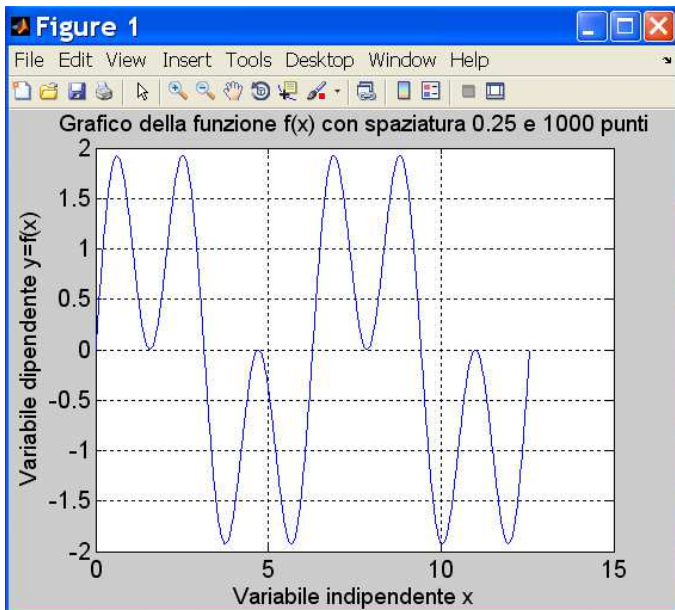 Figure 1
File Edit View Insert Tools Desktop Window Help
Grafico della funzione f(x) con spaziatura 0.25 e 1000 punti
Variabile dipendente y=f(x)
2
1.5
1
0.5
0
-0.5
-1
-1.5
-2
0 5 10 15
Variabile indipendente x